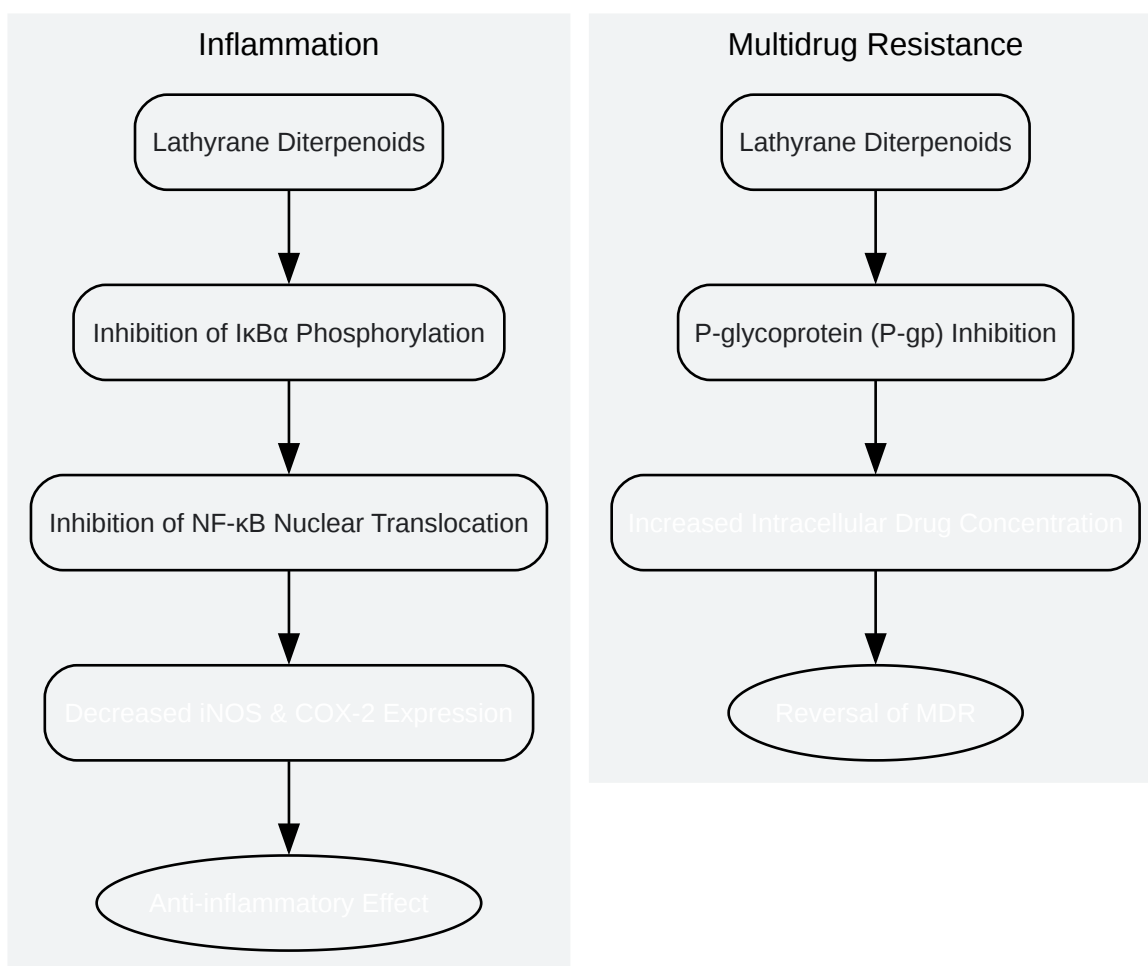 Inflammation
Lathyrane Diterpenoids
Inhibition of IκBα Phosphorylation
Inhibition of NF-κB Nuclear Translocation
Decreased iNOS & COX-2 Expression
Anti-inflammatory Effect
Multidrug Resistance
Lathyrane Diterpenoids
P-glycoprotein (P-gp) Inhibition
Increased Intracellular Drug Concentration
Reversal of MDR